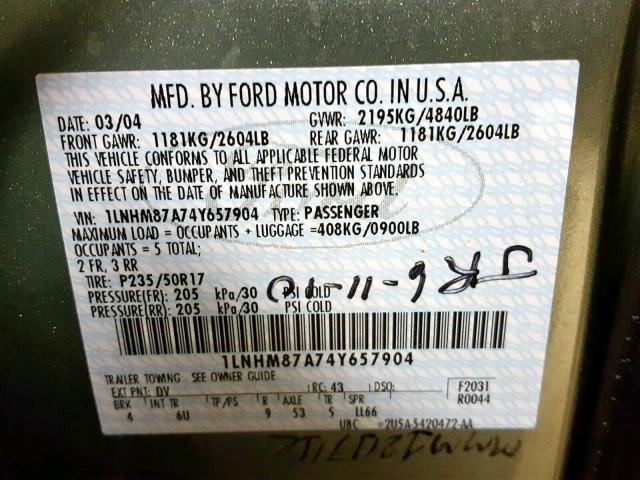 MFD. BY FORD MOTOR CO. IN U.S.A.
DATE: 03/04 GVWR: 2195KG/4840LB
FRONT GAWR: 1181KG/2604LB REAR GAWR: 1181KG/2604LB
THIS VEHICLE CONFORMS TO ALL APPLICABLE FEDERAL MOTOR
VEHICLE SAFETY, BUMPER, AND THEFT PREVENTION STANDARDS
IN EFFECT ON THE DATE OF MANUFACTURE SHOWN ABOVE.
VIN: 1LNHM87A74Y657904 TYPE: PASSENGER
MAXIMUM LOAD = OCCUPANTS + LUGGAGE =408KG/0900LB
OCCUPANTS = 5 TOTAL;
2 FR, 3 RR
TIRE: P235/50R17
PRESSURE(FR) 205 kPa/30 PSI COLD
PRESSURE(RR) 205 kPa/30 PSI COLD
1LNHM87A74Y657904
TRAILER TOWING - SEE OWNER GUIDE
EXT PNT: DV RC: 43 DSO: F2031
BRK INT TR TP/PS R AXLE TR SPR R0044
4 6U 9 53 S LL66
UBC 2U5A-5420472-AA